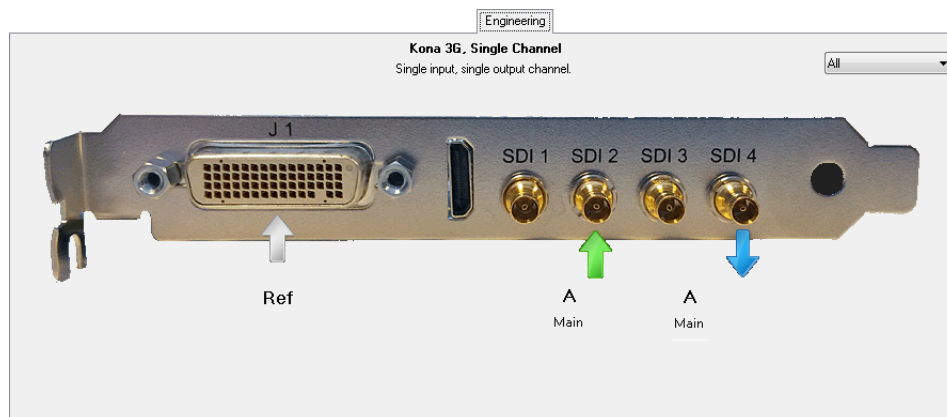 Engineering
Kona 3G, Single Channel
Single input, single output channel.
All
J 1
SDI 1 SDI 2 SDI 3 SDI 4
Ref
A A
Main Main